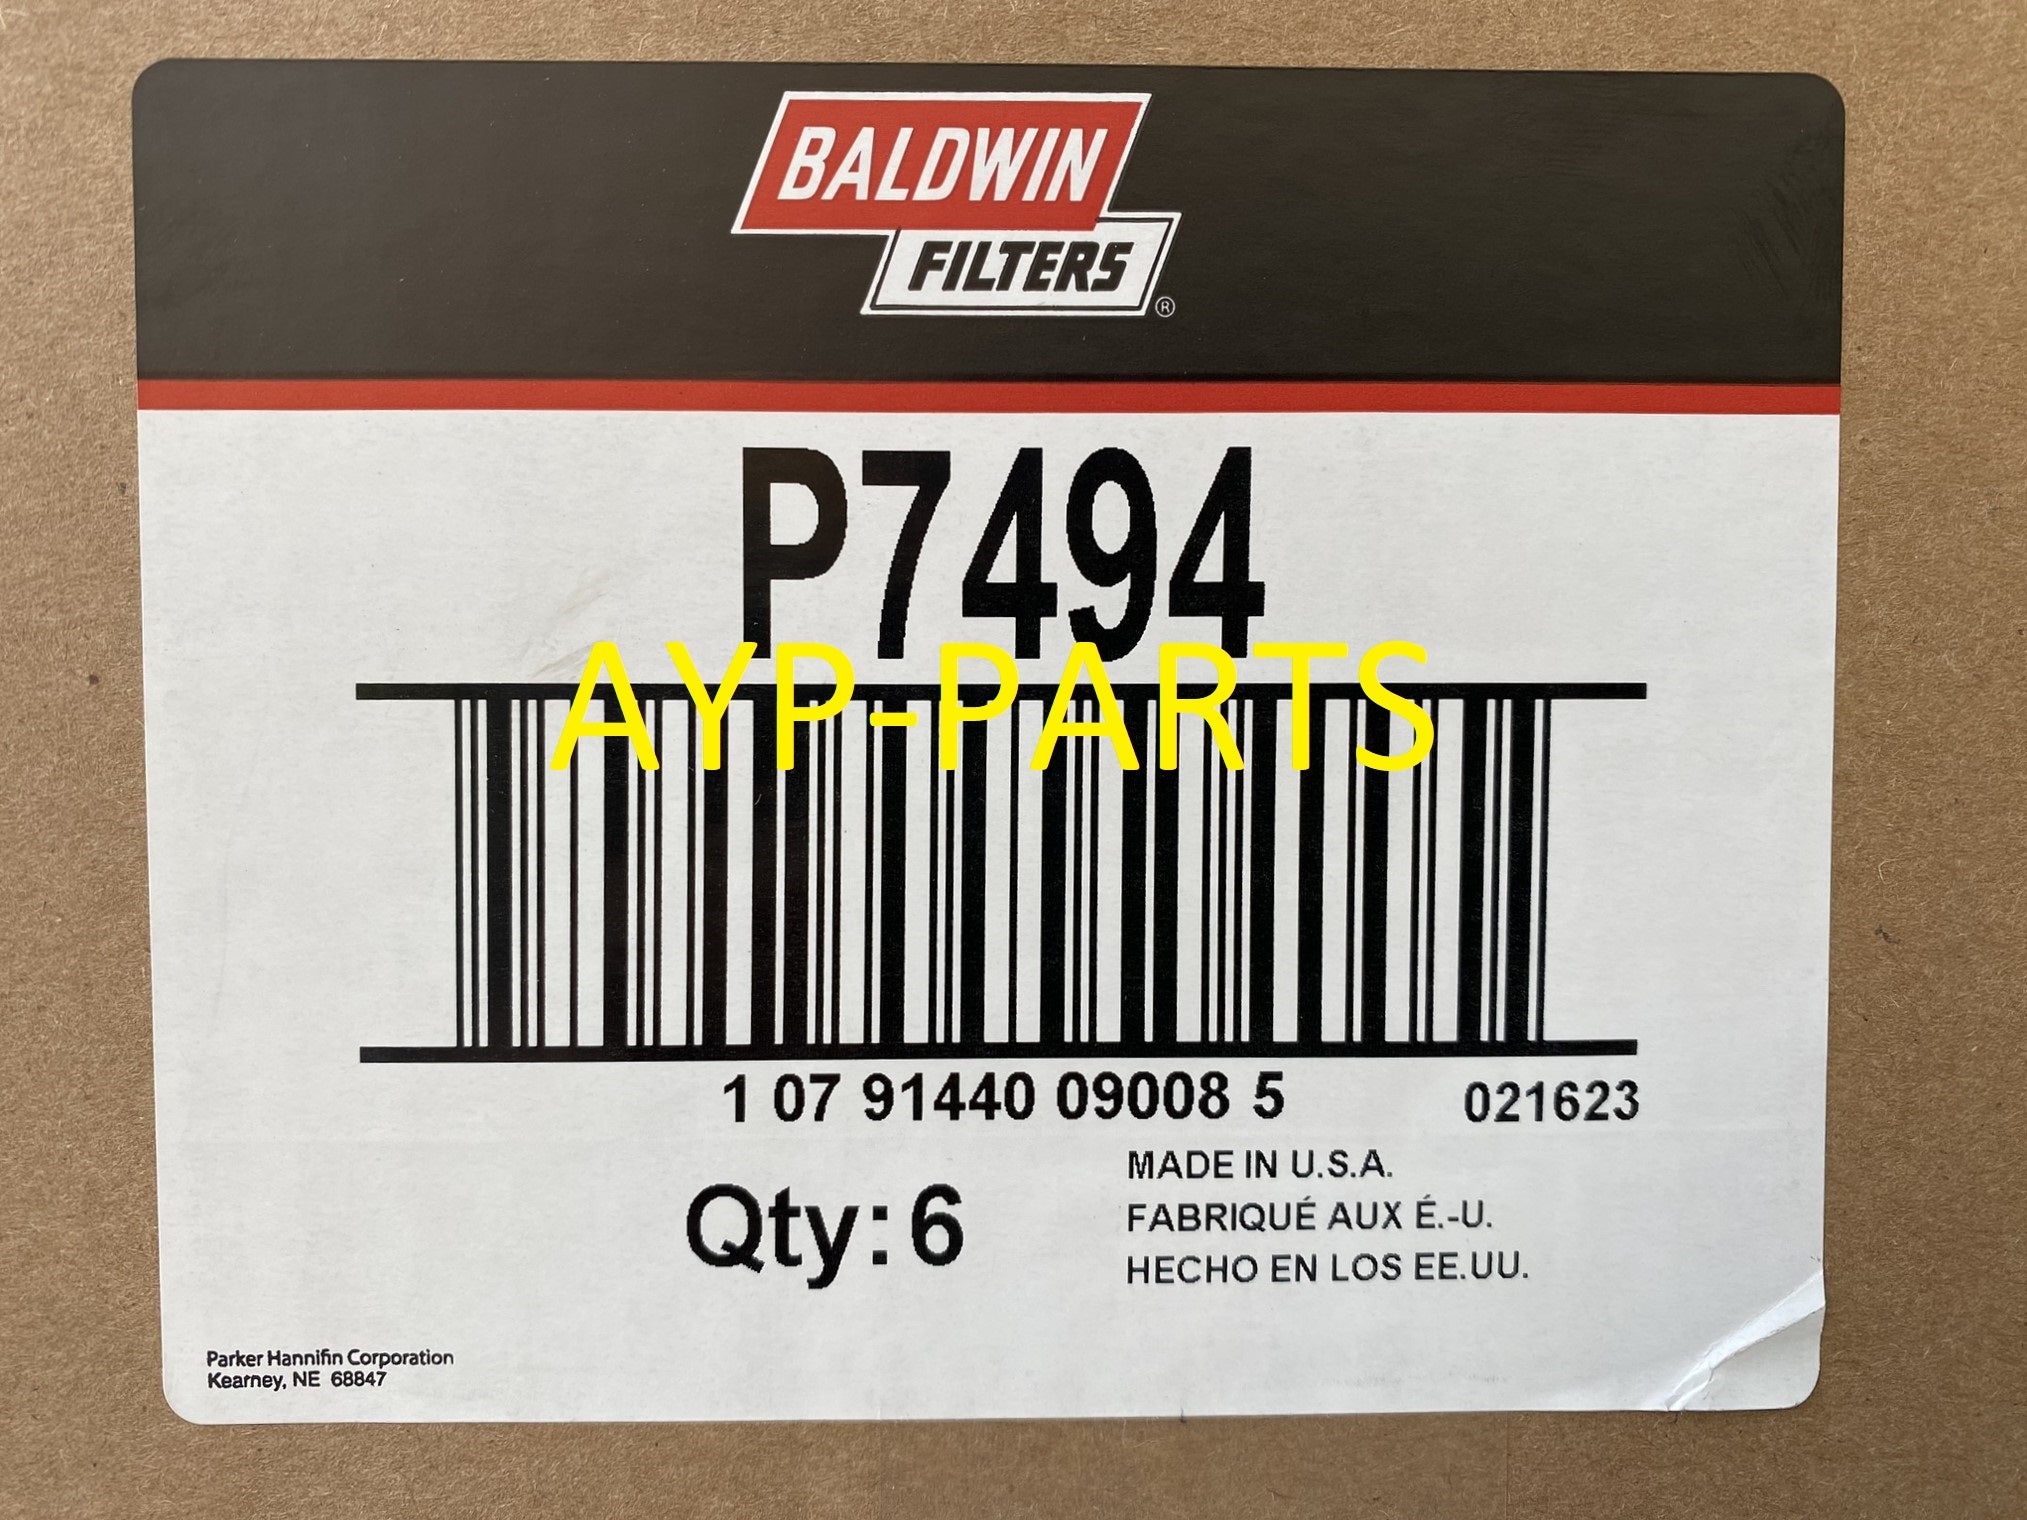 BALDWIN
FILTERS
®
P7494
AYP-PARTS
1 07 91440 09008 5
021623
Qty: 6
MADE IN U.S.A.
FABRIQUÉ AUX É.-U.
HECHO EN LOS EE.UU.
Parker Hannifin Corporation
Kearney, NE 68847